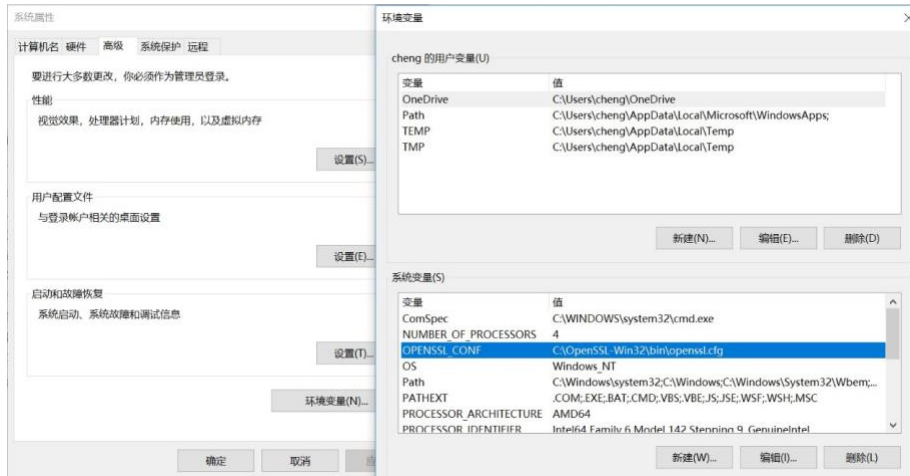 系统属性
计算机名 硬件 高级 系统保护 远程
要进行大多数更改，你必须作为管理员登录。
性能
视觉效果，处理器计划，内存使用，以及虚拟内存
设置(S)...
用户配置文件
与登录帐户相关的桌面设置
设置(E)...
启动和故障恢复
系统启动、系统故障和调试信息
设置(T)...
环境变量(N)...
确定 取消
环境变量
cheng 的用户变量(U)
变量 值
OneDrive C:\Users\cheng\OneDrive
Path C:\Users\cheng\AppData\Local\Microsoft\WindowsApps;
TEMP C:\Users\cheng\AppData\Local\Temp
TMP C:\Users\cheng\AppData\Local\Temp
新建(N)... 编辑(E)... 删除(D)
系统变量(S)
变量 值
ComSpec C:\WINDOWS\system32\cmd.exe
NUMBER_OF_PROCESSORS 4
OPENSSL_CONF C:\OpenSSL-Win32\bin\openssl.cfg
OS Windows_NT
Path C:\Windows\system32;C:\Windows;C:\Windows\System32\Wbem;...
PATHEXT .COM;.EXE;.BAT;.CMD;.VBS;.VBE;.JS;.JSE;.WSF;.WSH;.MSC
PROCESSOR_ARCHITECTURE AMD64
PROCESSOR_IDENTIFIER Intel64 Family 6 Model 142 Stepping 9, GenuineIntel
新建(W)... 编辑(I)... 删除(L)